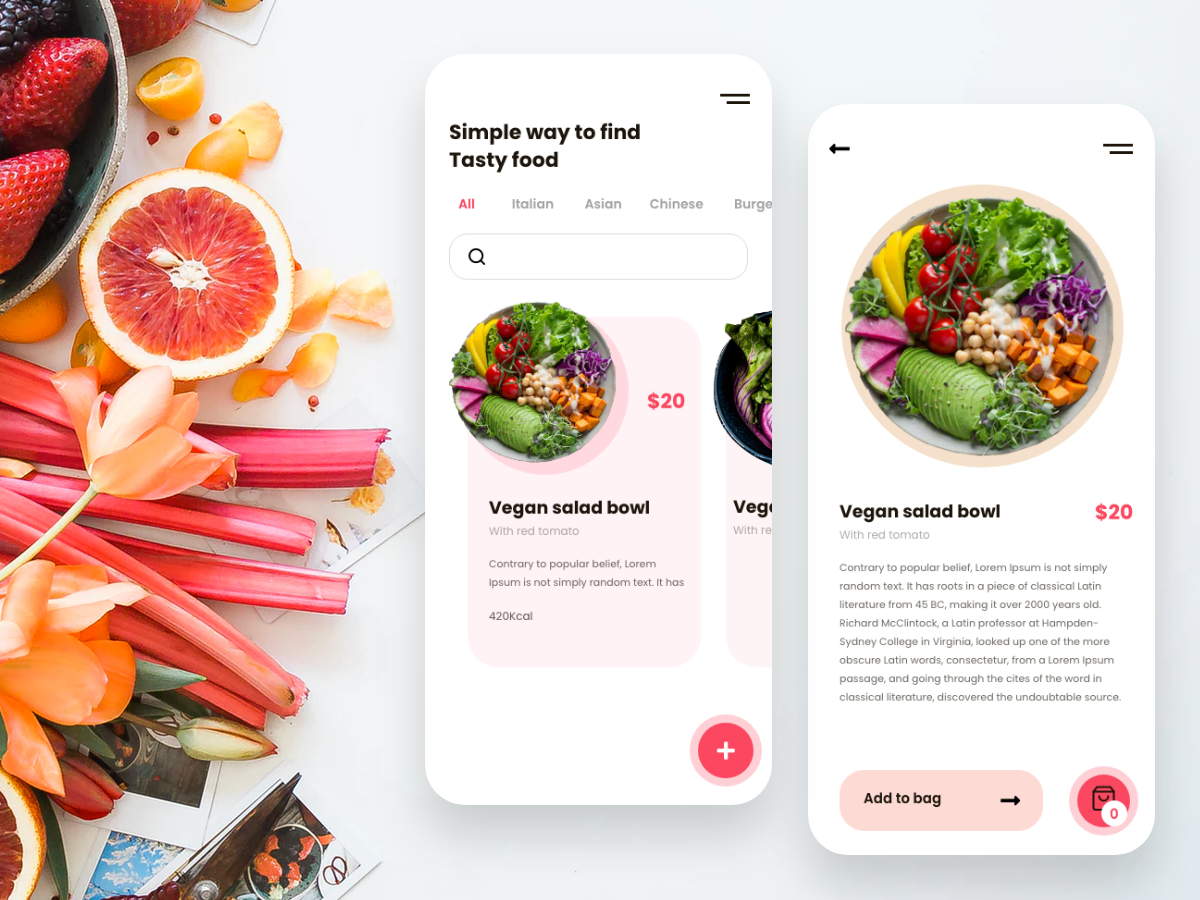 Simple way to find
Tasty food
All Italian Asian Chinese Burge
$20
Vegan salad bowl
With red tomato
Contrary to popular belief, Lorem
Ipsum is not simply random text. It has
420Kcal
Veg
With re
Vegan salad bowl
$20
With red tomato
Contrary to popular belief, Lorem Ipsum is not simply
random text. It has roots in a piece of classical Latin
literature from 45 BC, making it over 2000 years old.
Richard McClintock, a Latin professor at Hampden-
Sydney College in Virginia, looked up one of the more
obscure Latin words, consectetur, from a Lorem Ipsum
passage, and going through the cites of the word in
classical literature, discovered the undoubtable source.
Add to bag
0